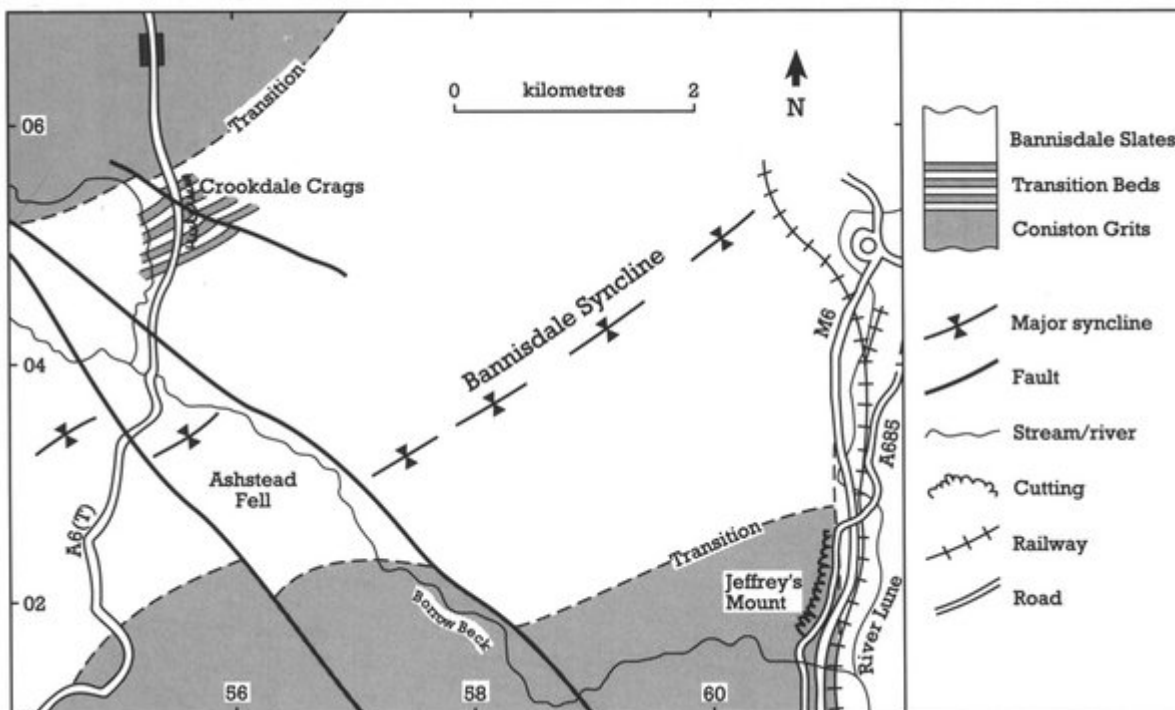 06
Transition
0 kilometres 2
N
Crookdale Crags
Bannisdale Syncline
M6
04
A685
Ashstead
Fell
A6(T)
Transition
Jeffrey's
Mount
02
Borrow Beck
River Lune
56
58
60
Bannisdale Slates
Transition Beds
Coniston Grits
Major syncline
Fault
Stream/river
Cutting
Railway
Road